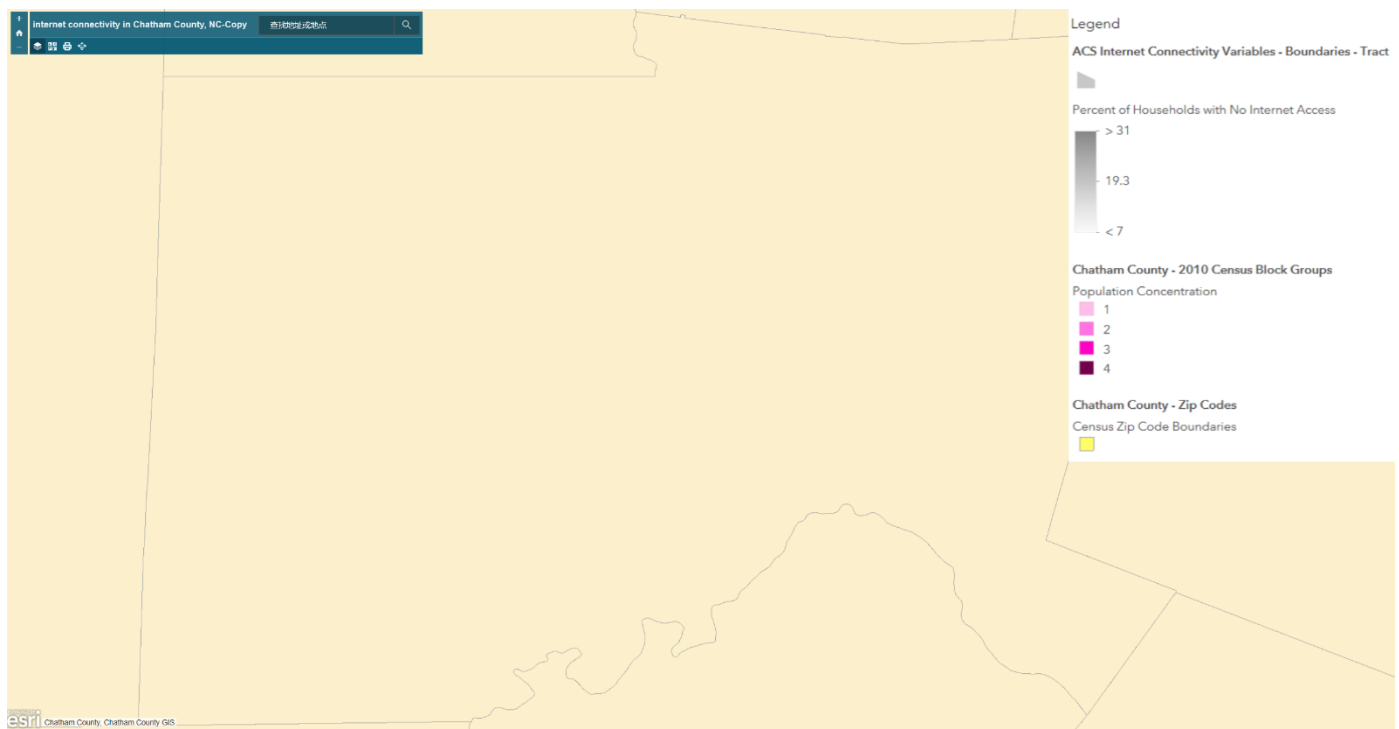 internet connectivity in Chatham County, NC-Copy
查找地址或地点
Legend
ACS Internet Connectivity Variables - Boundaries - Tract
Percent of Households with No Internet Access
> 31
19.3
< 7
Chatham County - 2010 Census Block Groups
Population Concentration
1
2
3
4
Chatham County - Zip Codes
Census Zip Code Boundaries
esri
Chatham County, Chatham County GIS